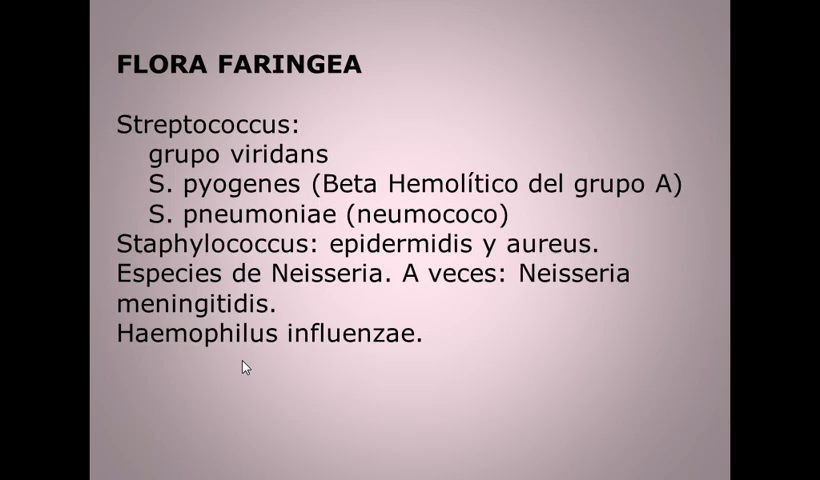 FLORA FARINGEA
Streptococcus:
grupo viridans
S. pyogenes (Beta Hemolítico del grupo A)
S. pneumoniae (neumococo)
Staphylococcus: epidermidis y aureus.
Especies de Neisseria. A veces: Neisseria
meningitidis.
Haemophilus influenzae.